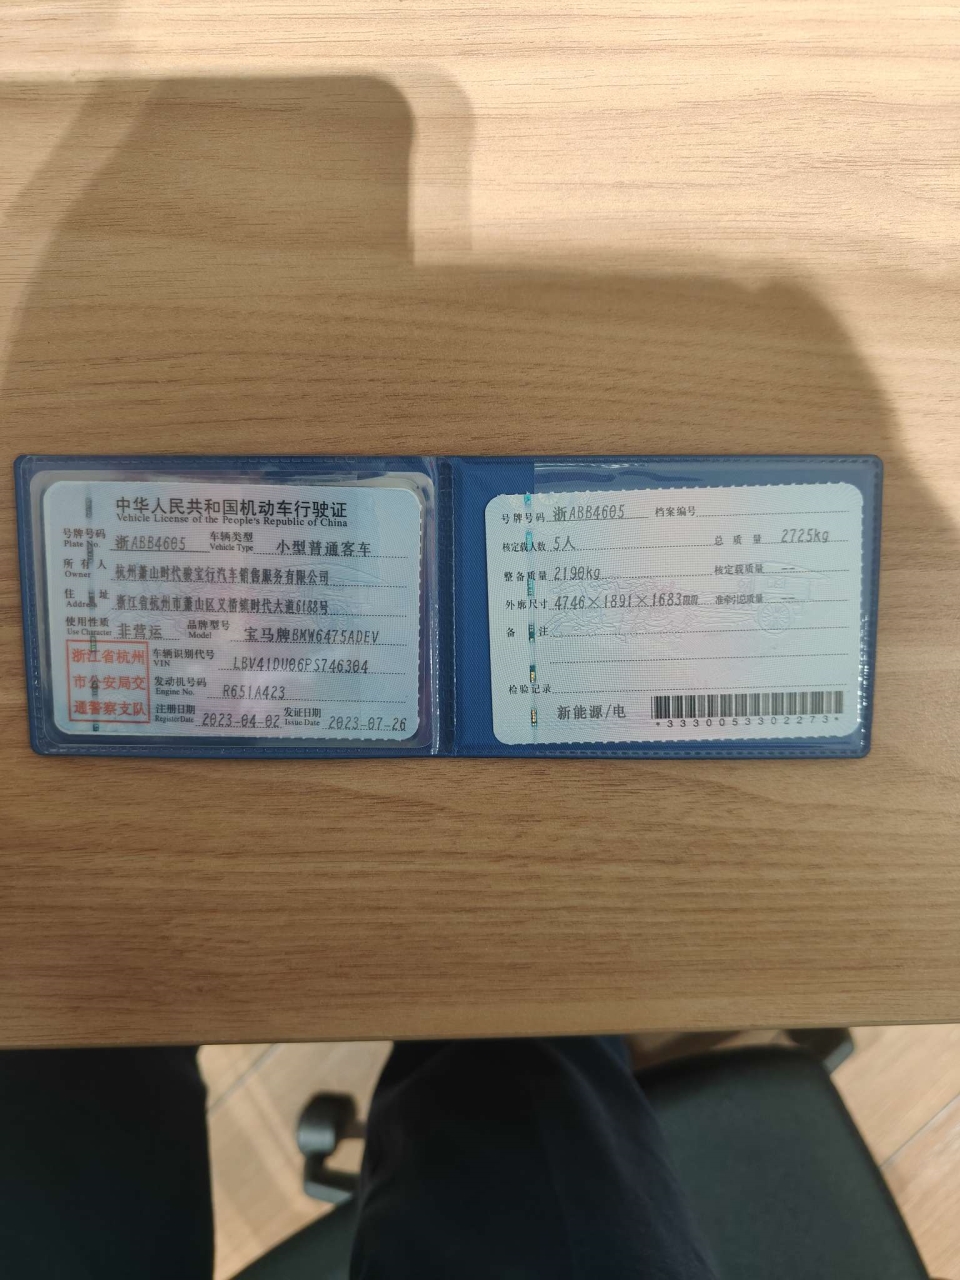 中华人民共和国机动车行驶证
Vehicle License of the People's Republic of China
号牌号码 浙ABB4605 车辆类型 小型普通客车
Plate No. Vehicle Type
所有人 杭州萧山时代骏宝行汽车销售服务有限公司
Owner
住址 浙江省杭州市萧山区义桥镇时代大道6188号
Address
使用性质 非营运 品牌型号 宝马牌BMW6475ADEV
Use Character Model
浙江省杭州
市公安局交
通警察支队
车辆识别代号 LBV41DU06PS746304
VIN
发动机号码 R651A423
Engine No.
注册日期 2023-04-02 发证日期 2023-07-26
Register Date Issue Date
号牌号码 浙ABB4605 档案编号
核定载人数 5人 总质量 2725kg
整备质量 2190kg 核定载质量 --
外廓尺寸 4746×1891×1683 准牵引总质量 --
备注
检验记录
新能源/电
*3330053302273*